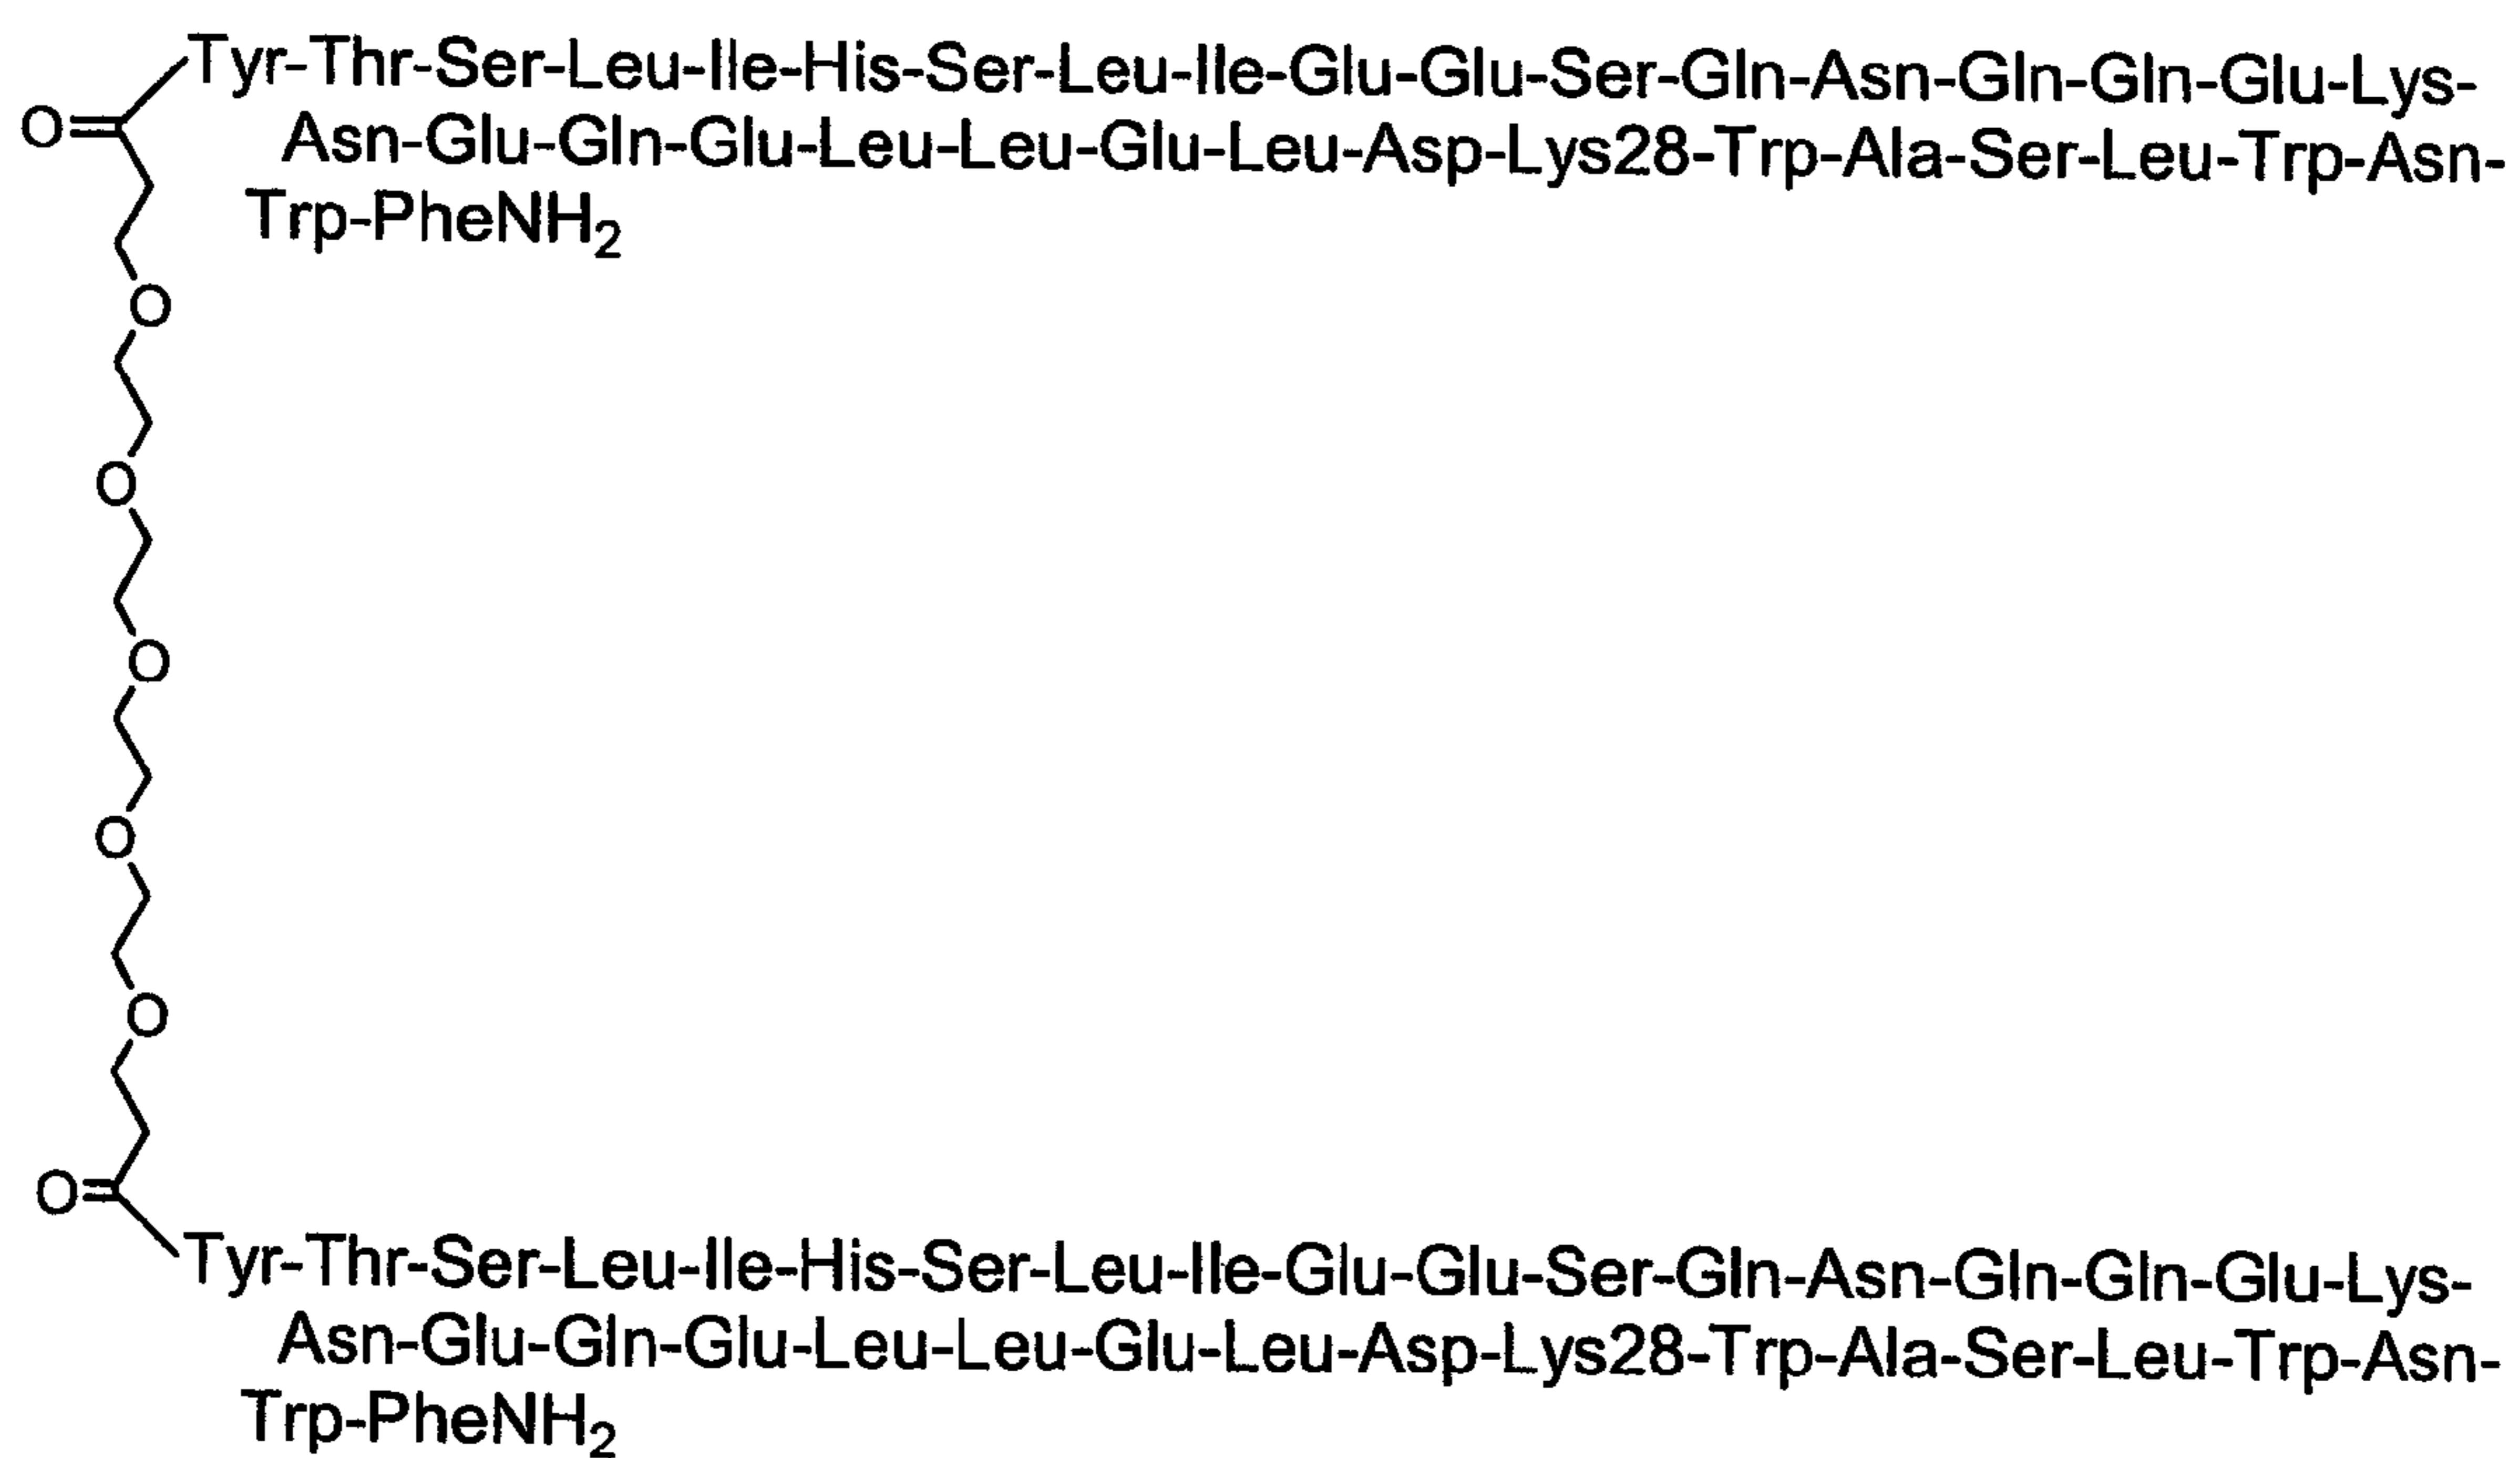 Tyr-Thr-Ser-Leu-Ile-His-Ser-Leu-Ile-Glu-Glu-Ser-Gln-Asn-Gln-Gln-Glu-Lys-
O
Asn-Glu-Gln-Glu-Leu-Leu-Glu-Leu-Asp-Lys28-Trp-Ala-Ser-Leu-Trp-Asn-
Trp-PheNH2
O
O
O
O
O
O
Tyr-Thr-Ser-Leu-Ile-His-Ser-Leu-Ile-Glu-Glu-Ser-Gln-Asn-Gln-Gln-Glu-Lys-
Asn-Glu-Gln-Glu-Leu-Leu-Glu-Leu-Asp-Lys28-Trp-Ala-Ser-Leu-Trp-Asn-
Trp-PheNH2